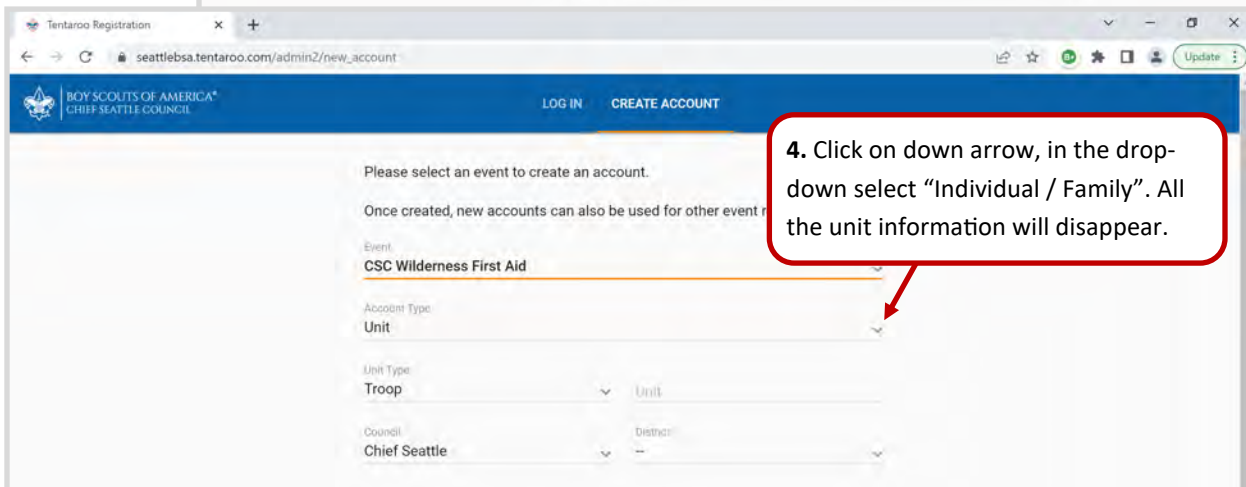 Tentaroo Registration
seattlebsa.tentaroo.com/admin2/new_account
Update
BOY SCOUTS OF AMERICA®
CHIEF SEATTLE COUNCIL
LOG IN CREATE ACCOUNT
4. Click on down arrow, in the drop-
down select “Individual / Family”. All
the unit information will disappear.
Please select an event to create an account.
Once created, new accounts can also be used for other event r
Event
CSC Wilderness First Aid
Account Type
Unit
Unit Type
Troop
Unit
Council
Chief Seattle
District
--